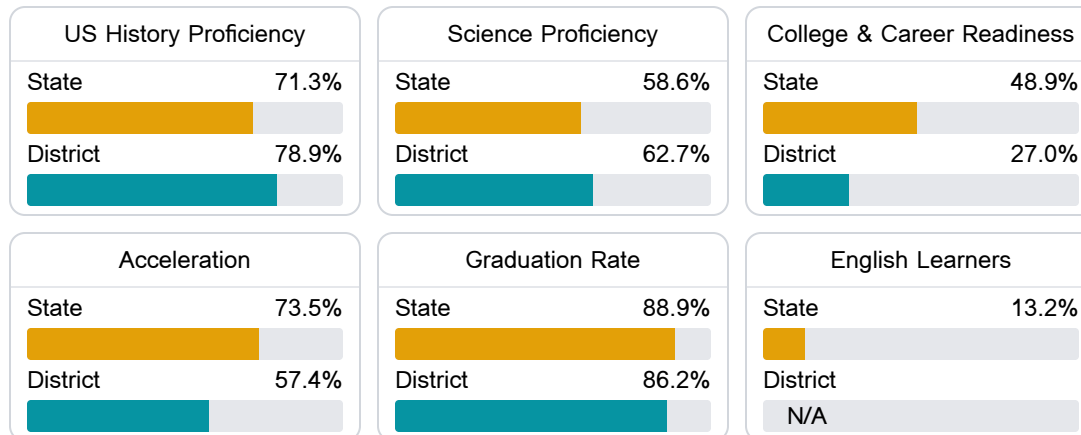 US History Proficiency
State 71.3%
District 78.9%
Science Proficiency
State 58.6%
District 62.7%
College & Career Readiness
State 48.9%
District 27.0%
Acceleration
State 73.5%
District 57.4%
Graduation Rate
State 88.9%
District 86.2%
English Learners
State 13.2%
District
N/A